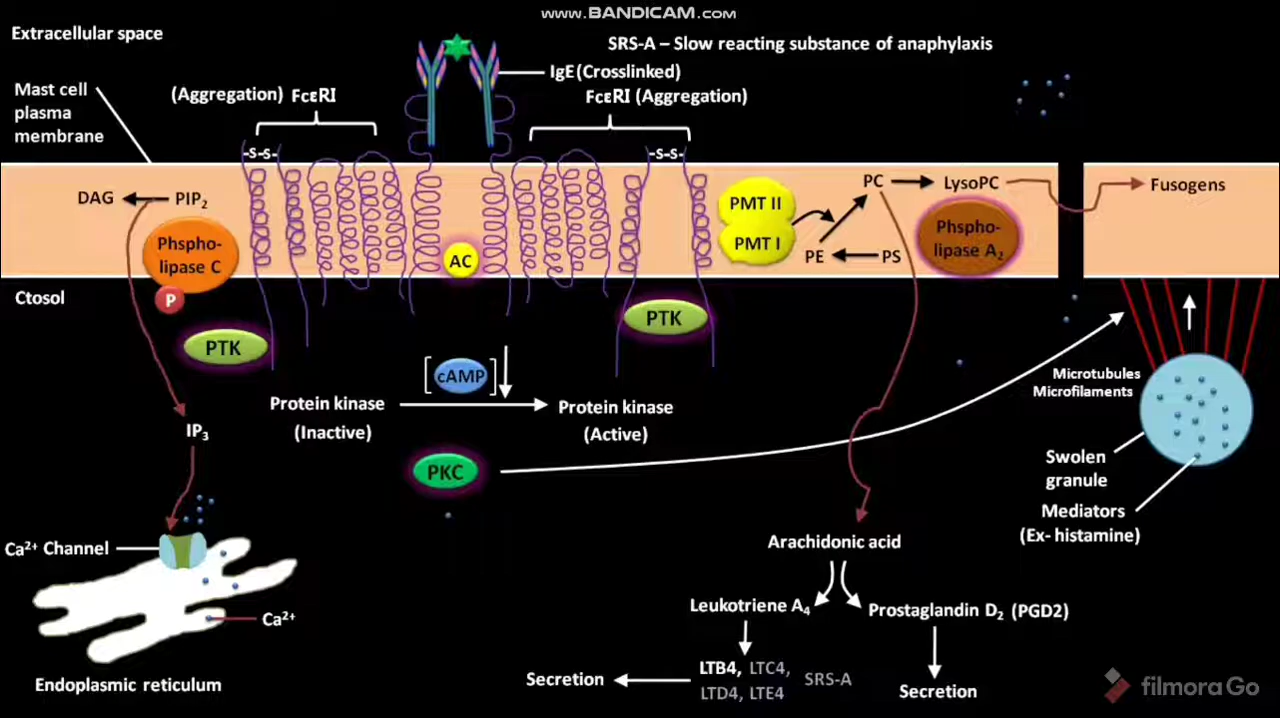 www.BANDICAM.com
Extracellular space
SRS-A – Slow reacting substance of anaphylaxis
IgE(Crosslinked)
Mast cell
plasma
membrane
(Aggregation) FcεRI
FcεRI (Aggregation)
-S-S-
-S-S-
DAG
PIP₂
Phspho-
lipase C
P
AC
PMT II
PMT I
PC
LysoPC
Fusogens
PE
PS
Phspho-
lipase A₂
Ctosol
PTK
PTK
cAMP
Protein kinase
(Inactive)
Protein kinase
(Active)
Microtubules
Microfilaments
IP₃
PKC
Swolen
granule
Mediators
(Ex- histamine)
Ca²⁺ Channel
Arachidonic acid
Ca²⁺
Leukotriene A₄
Prostaglandin D₂ (PGD2)
Secretion
LTB4, LTC4,
LTD4, LTE4
SRS-A
Secretion
Endoplasmic reticulum
filmora Go